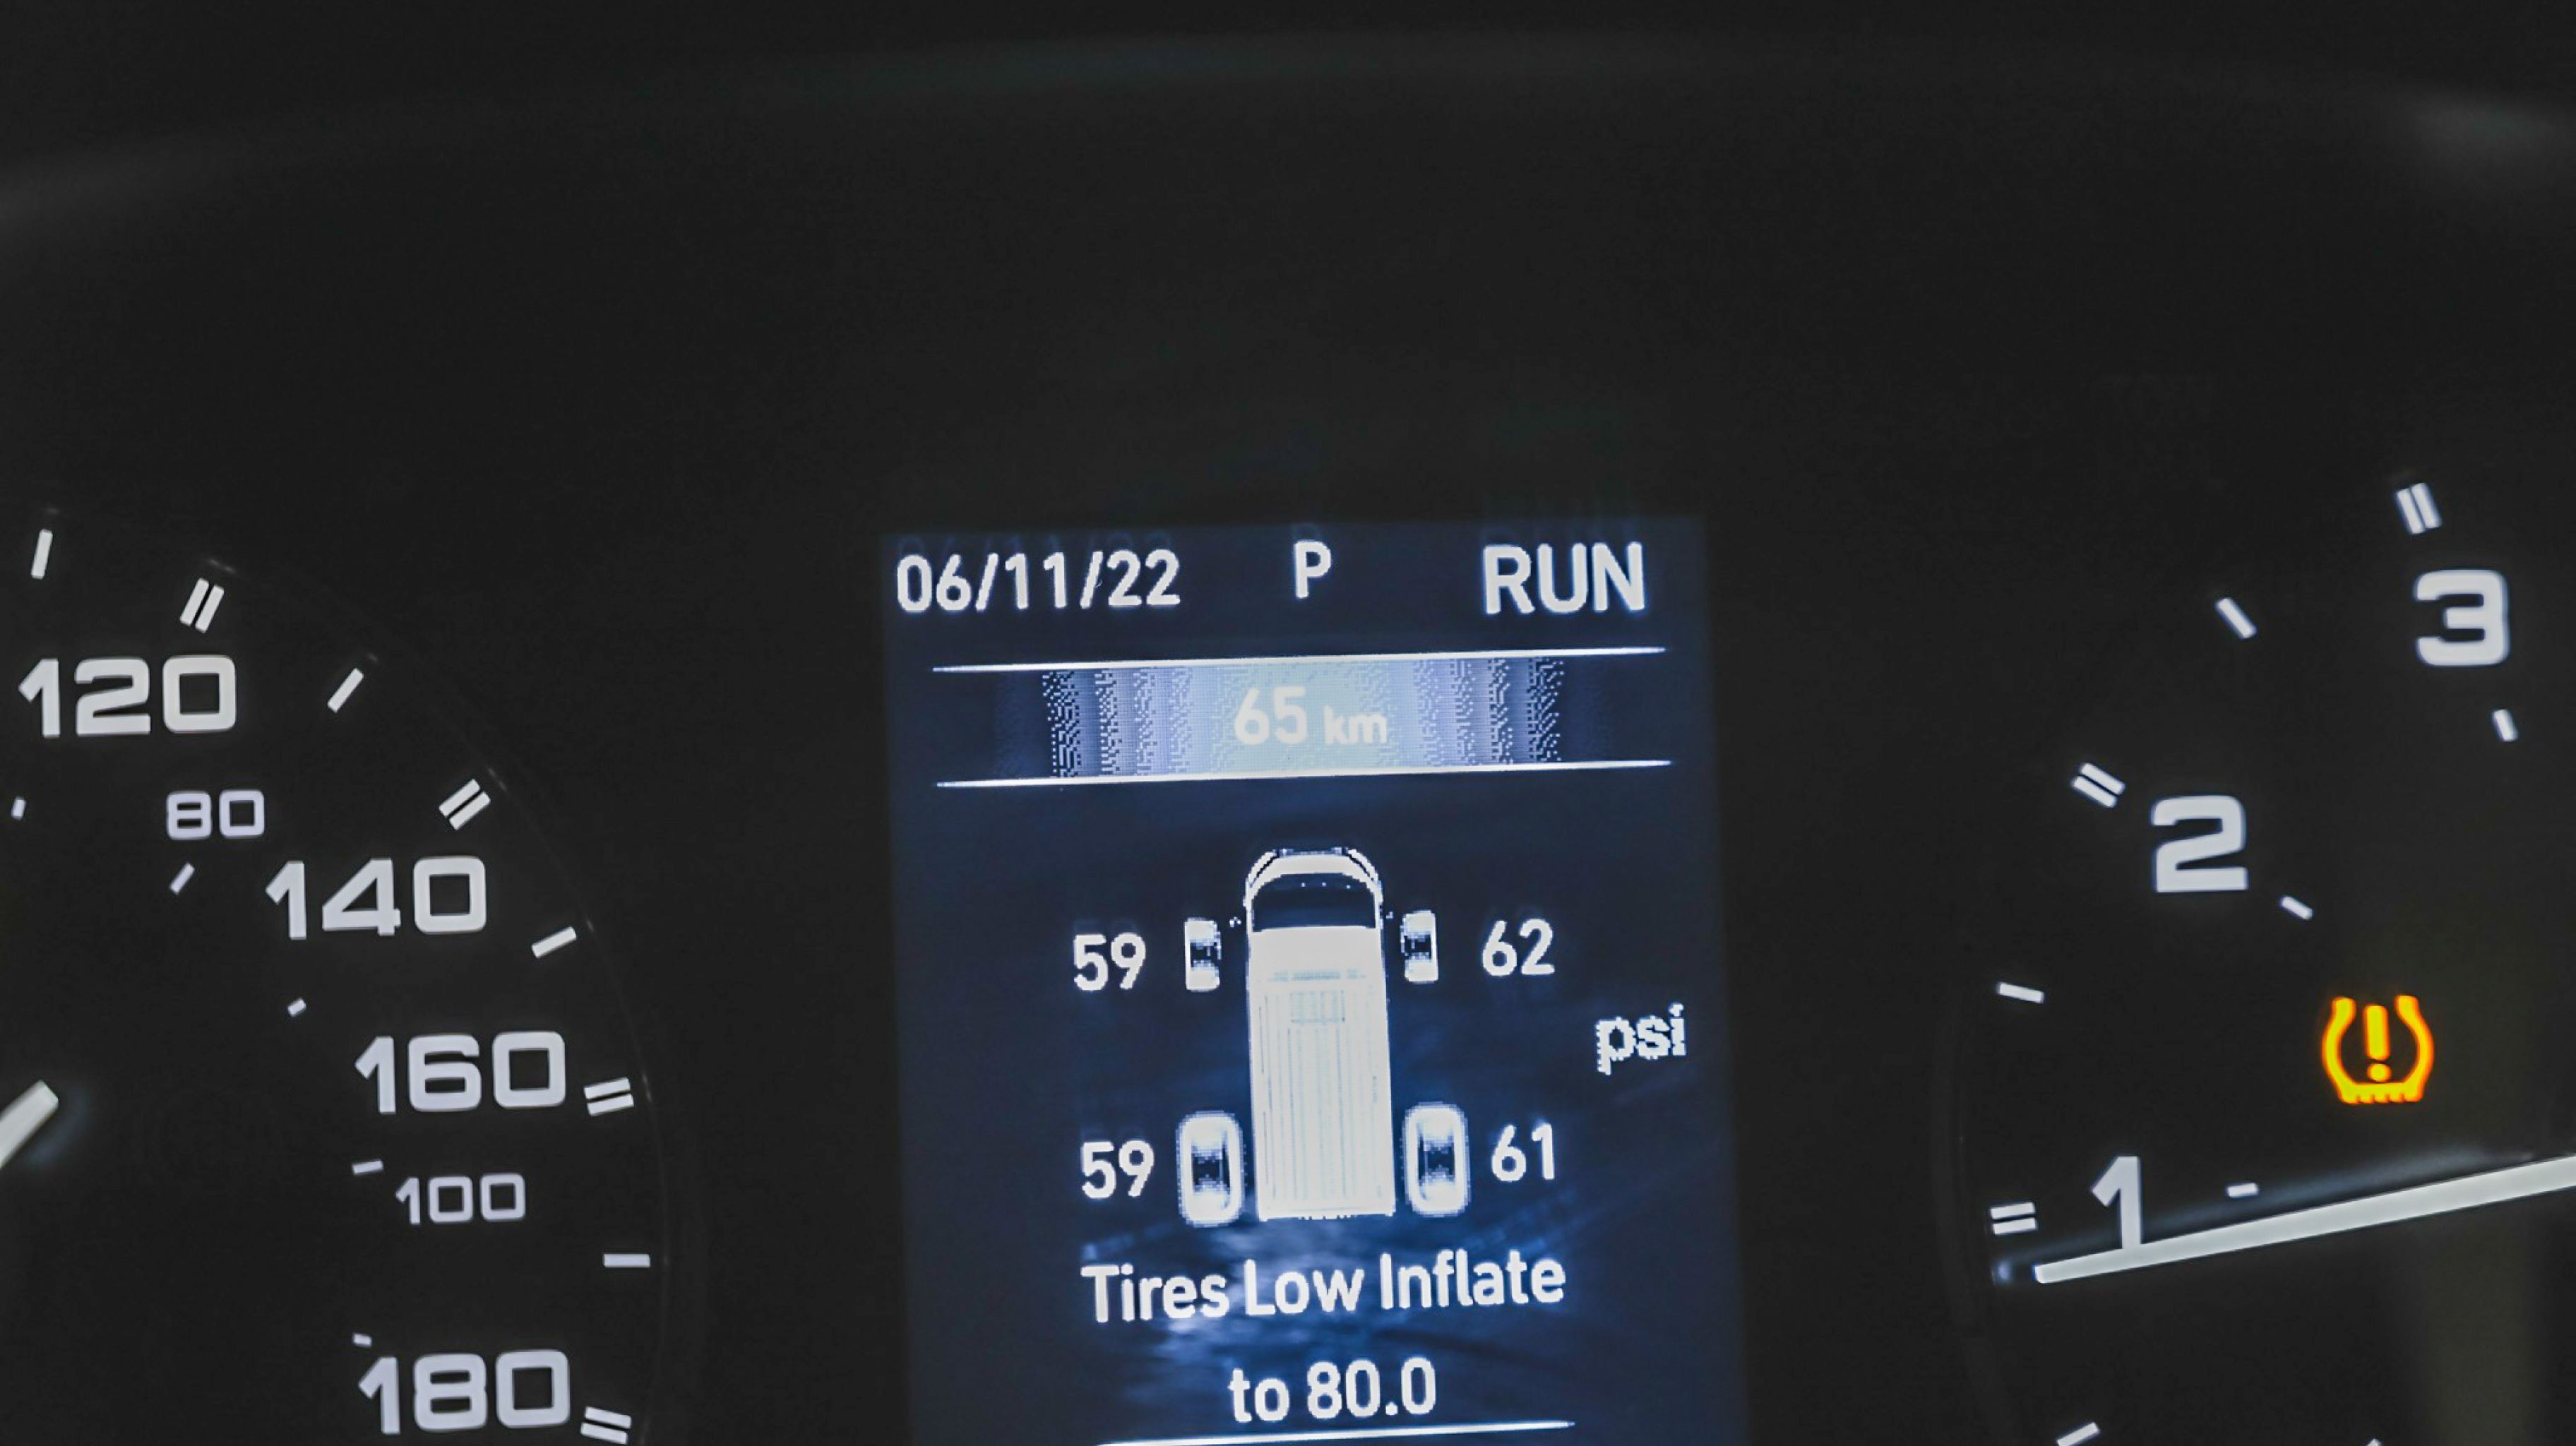 06/11/22 P RUN
65 km
59 62
psi
59 61
Tires Low Inflate
to 80.0
120
80
140
160
100
180
3
2
1